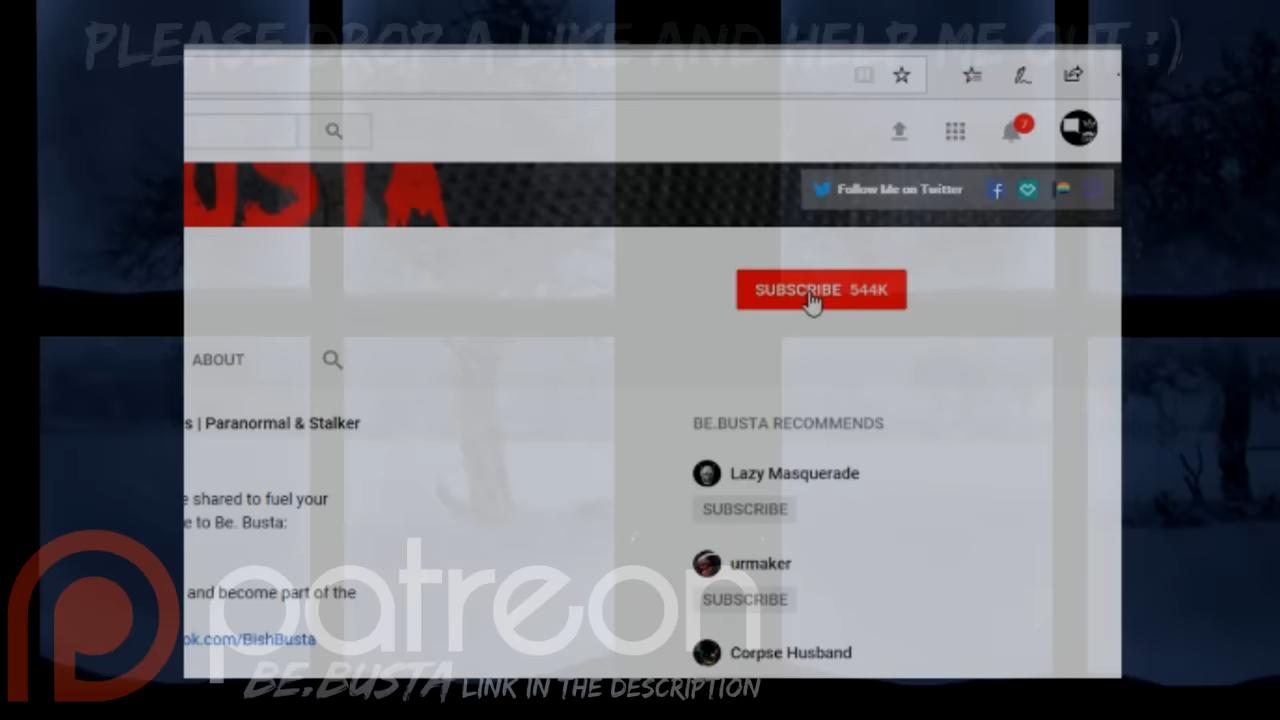 PLEASE DROP A LIKE AND HELP ME OUT :)
7
BUSTA
Follow Me on Twitter
SUBSCRIBE 544K
ABOUT
s | Paranormal & Stalker
BE.BUSTA RECOMMENDS
Lazy Masquerade
SUBSCRIBE
e shared to fuel your
e to Be. Busta:
urmaker
SUBSCRIBE
and become part of the
ok.com/BishBusta
Corpse Husband
patreon
BE.BUSTA LINK IN THE DESCRIPTION